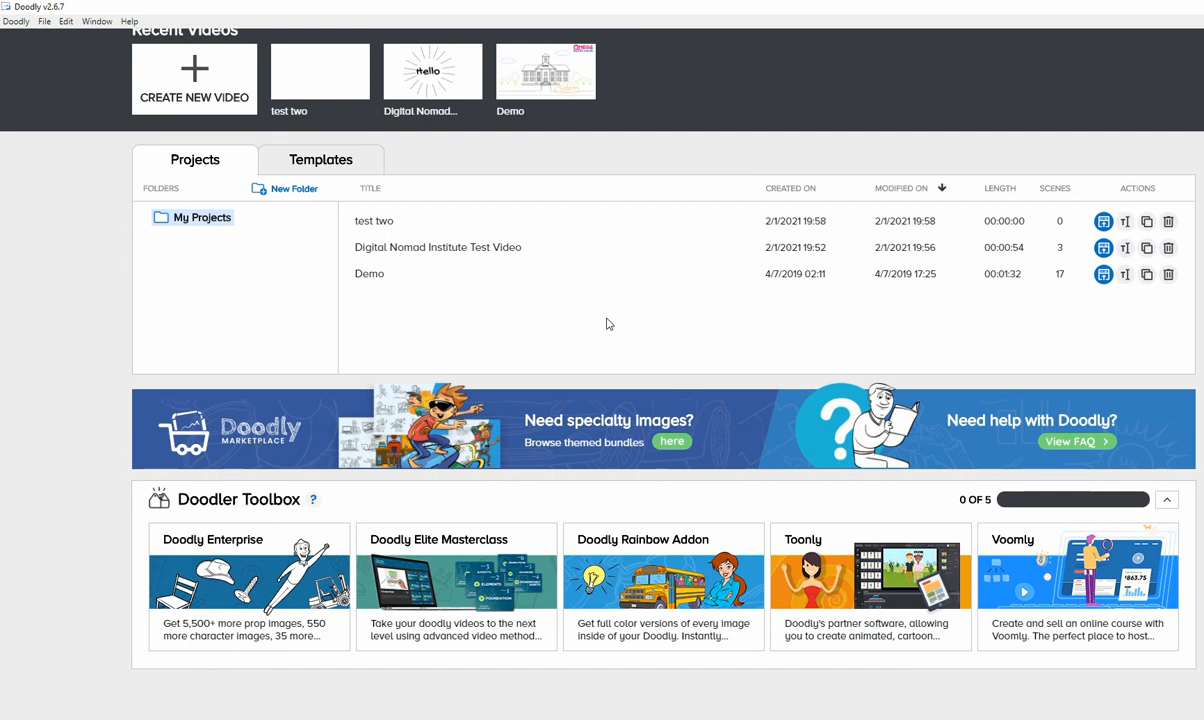 Doodly v2.6.7
Doodly File Edit Window Help
Recent Videos
CREATE NEW VIDEO
Hello
test two Digital Nomad... Demo
Projects Templates
FOLDERS New Folder TITLE CREATED ON MODIFIED ON LENGTH SCENES ACTIONS
My Projects
test two 2/1/2021 19:58 2/1/2021 19:58 00:00:00 0
Digital Nomad Institute Test Video 2/1/2021 19:52 2/1/2021 19:56 00:00:54 3
Demo 4/7/2019 02:11 4/7/2019 17:25 00:01:32 17
Doodly
MARKETPLACE
Need specialty images?
Browse themed bundles here
Need help with Doodly?
View FAQ >
Doodler Toolbox ? 0 OF 5
Doodly Enterprise
Get 5,500+ more prop images, 550
more character images, 35 more...
Doodly Elite Masterclass
Take your doodly videos to the next
level using advanced video method...
Doodly Rainbow Addon
Get full color versions of every image
inside of your Doodly. Instantly...
Toonly
Doodly's partner software, allowing
you to create animated, cartoon...
Voomly
$863.75
Create and sell an online course with
Voomly. The perfect place to host...